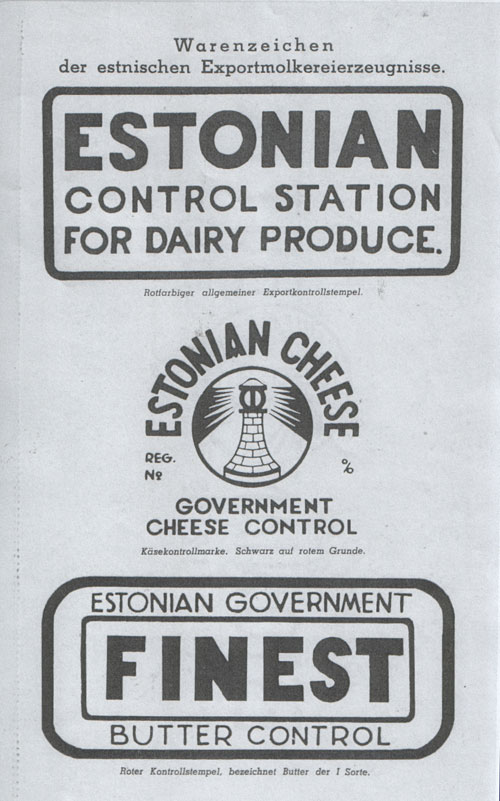 Warenzeichen
der estnischen Exportmolkereierzeugnisse.
ESTONIAN
CONTROL STATION
FOR DAIRY PRODUCE.
Rotfarbiger allgemeiner Exportkontrollstempel.
ESTONIAN CHEESE
REG.
Nº
%
GOVERNMENT
CHEESE CONTROL
Käsekontrollmarke. Schwarz auf rotem Grunde.
ESTONIAN GOVERNMENT
FINEST
BUTTER CONTROL
Roter Kontrollstempel, bezeichnet Butter der I Sorte.